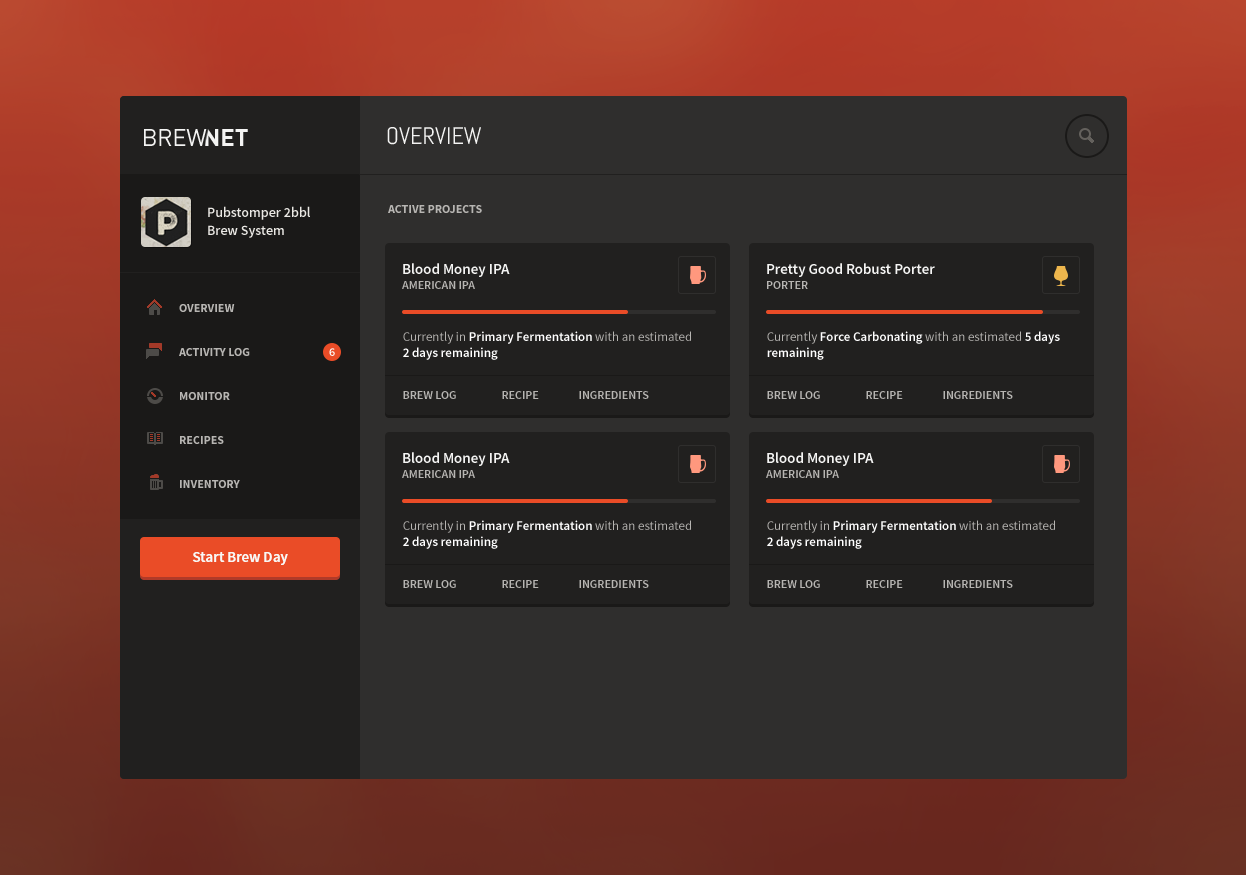 BREWNET
OVERVIEW
Pubstomper 2bbl
Brew System
P
OVERVIEW
ACTIVITY LOG 6
MONITOR
RECIPES
INVENTORY
Start Brew Day
ACTIVE PROJECTS
Blood Money IPA
AMERICAN IPA
Currently in Primary Fermentation with an estimated
2 days remaining
BREW LOG RECIPE INGREDIENTS
Pretty Good Robust Porter
PORTER
Currently Force Carbonating with an estimated 5 days
remaining
BREW LOG RECIPE INGREDIENTS
Blood Money IPA
AMERICAN IPA
Currently in Primary Fermentation with an estimated
2 days remaining
BREW LOG RECIPE INGREDIENTS
Blood Money IPA
AMERICAN IPA
Currently in Primary Fermentation with an estimated
2 days remaining
BREW LOG RECIPE INGREDIENTS